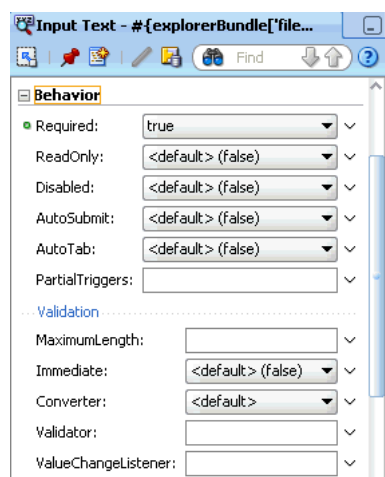 Input Text - #{explorerBundle['file...
Find
Behavior
Required: true
ReadOnly: <default> (false)
Disabled: <default> (false)
AutoSubmit: <default> (false)
AutoTab: <default> (false)
PartialTriggers:
Validation
MaximumLength:
Immediate: <default> (false)
Converter: <default>
Validator:
ValueChangeListener: